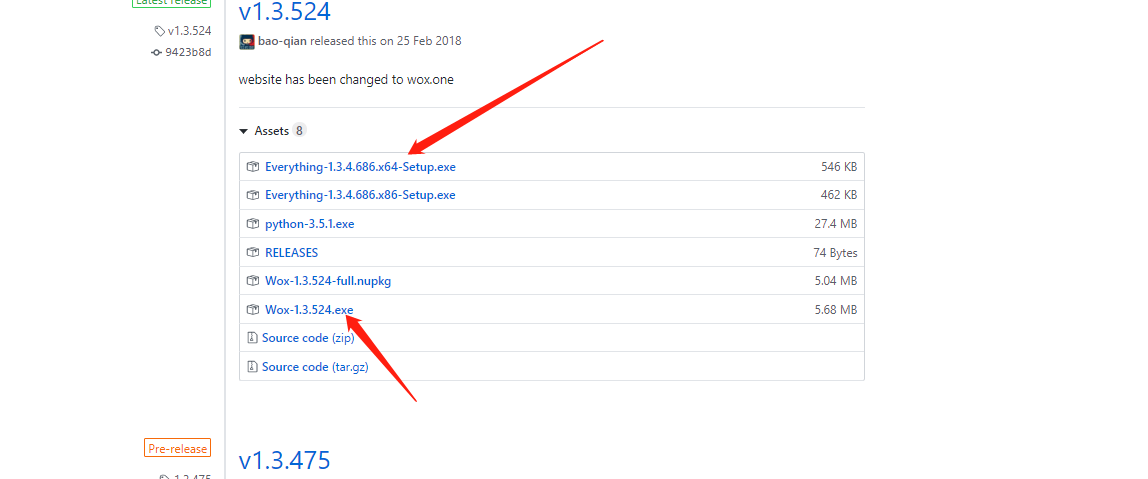 Latest release
v1.3.524
v1.3.524
bao-qian released this on 25 Feb 2018
9423b8d
website has been changed to wox.one
Assets 8
Everything-1.3.4.686.x64-Setup.exe 546 KB
Everything-1.3.4.686.x86-Setup.exe 462 KB
python-3.5.1.exe 27.4 MB
RELEASES 74 Bytes
Wox-1.3.524-full.nupkg 5.04 MB
Wox-1.3.524.exe 5.68 MB
Source code (zip)
Source code (tar.gz)
Pre-release
v1.3.475